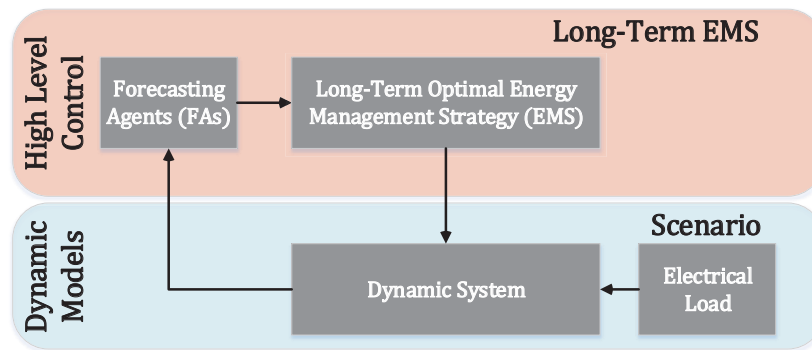 Long-Term EMS
High Level
Control
Forecasting
Agents (FAs)
Long-Term Optimal Energy
Management Strategy (EMS)
Scenario
Dynamic
Models
Dynamic System
Electrical
Load